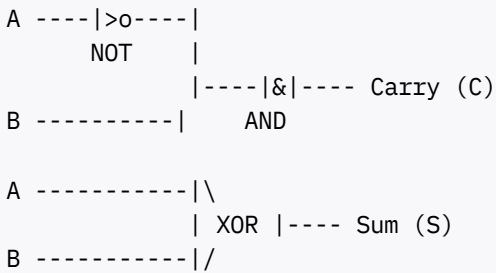 A ----|>o----|
NOT |
|----|&|---- Carry (C)
B ----------| AND
A -----------|\
| XOR |---- Sum (S)
B -----------|/